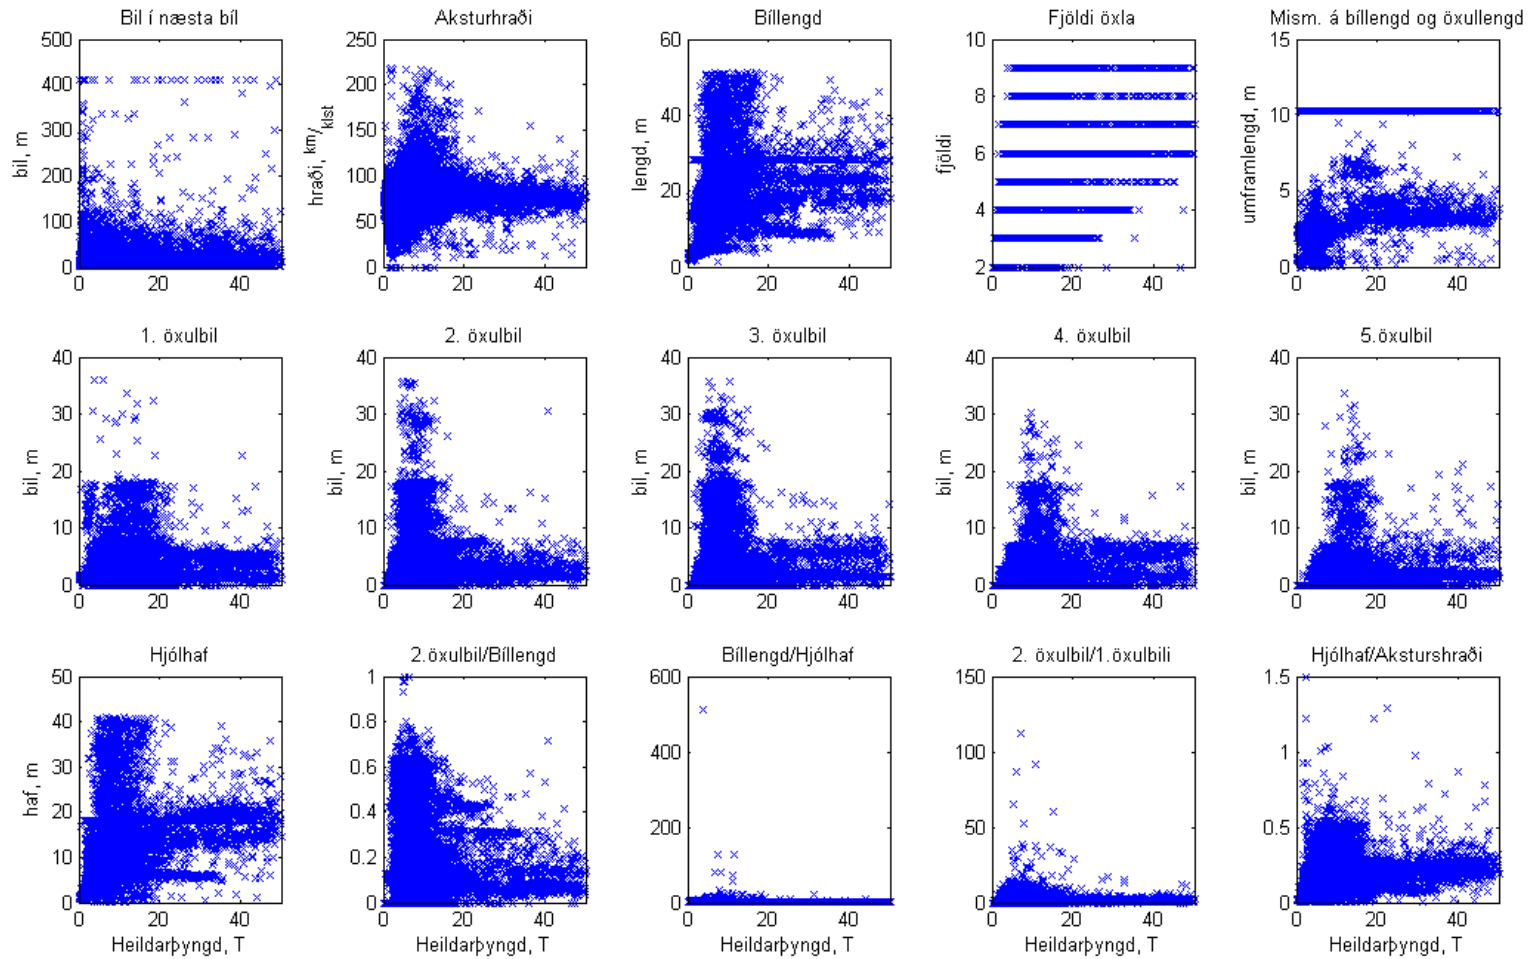 Bil í næsta bíl
500
400
300
200
100
0
bil, m
0 20 40
Aksturhraði
250
200
150
100
50
0
hraði, km/klst
0 20 40
Bíllengd
60
40
20
0
lengd, m
0 20 40
Fjöldi öxla
10
8
6
4
2
fjöldi
0 20 40
Mism. á bíllengd og öxullengd
15
10
5
0
umframlengd, m
0 20 40
1. öxulbil
40
30
20
10
0
bil, m
0 20 40
2. öxulbil
40
30
20
10
0
bil, m
0 20 40
3. öxulbil
40
30
20
10
0
bil, m
0 20 40
4. öxulbil
40
30
20
10
0
bil, m
0 20 40
5.öxulbil
40
30
20
10
0
bil, m
0 20 40
Hjólhaf
50
40
30
20
10
0
haf, m
0 20 40
Heildarþyngd, T
2.öxulbil/Bíllengd
1
0.8
0.6
0.4
0.2
0
0 20 40
Heildarþyngd, T
Bíllengd/Hjólhaf
600
400
200
0
0 20 40
Heildarþyngd, T
2. öxulbil/1.öxulbili
150
100
50
0
0 20 40
Heildarþyngd, T
Hjólhaf/Aksturshraði
1.5
1
0.5
0
0 20 40
Heildarþyngd, T